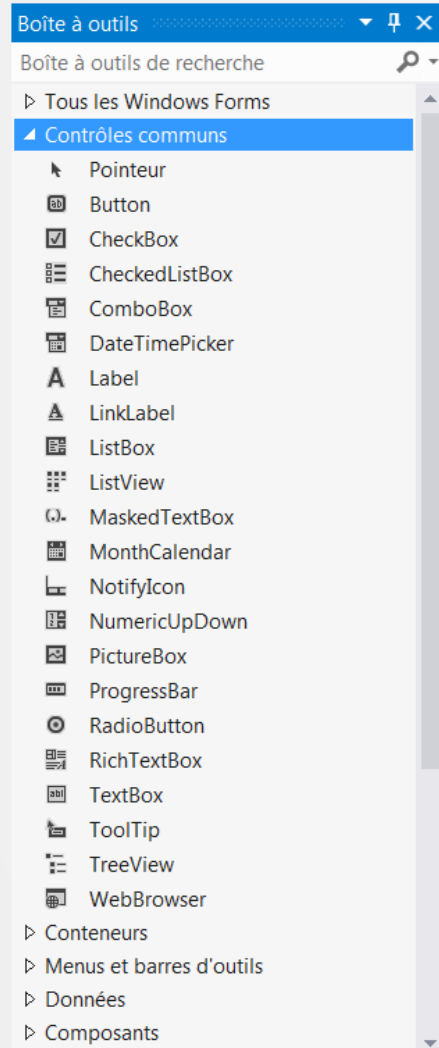 Boîte à outils
Boîte à outils de recherche
Tous les Windows Forms
Contrôles communs
Pointeur
Button
CheckBox
CheckedListBox
ComboBox
DateTimePicker
Label
LinkLabel
ListBox
ListView
MaskedTextBox
MonthCalendar
NotifyIcon
NumericUpDown
PictureBox
ProgressBar
RadioButton
RichTextBox
TextBox
ToolTip
TreeView
WebBrowser
Conteneurs
Menus et barres d'outils
Données
Composants